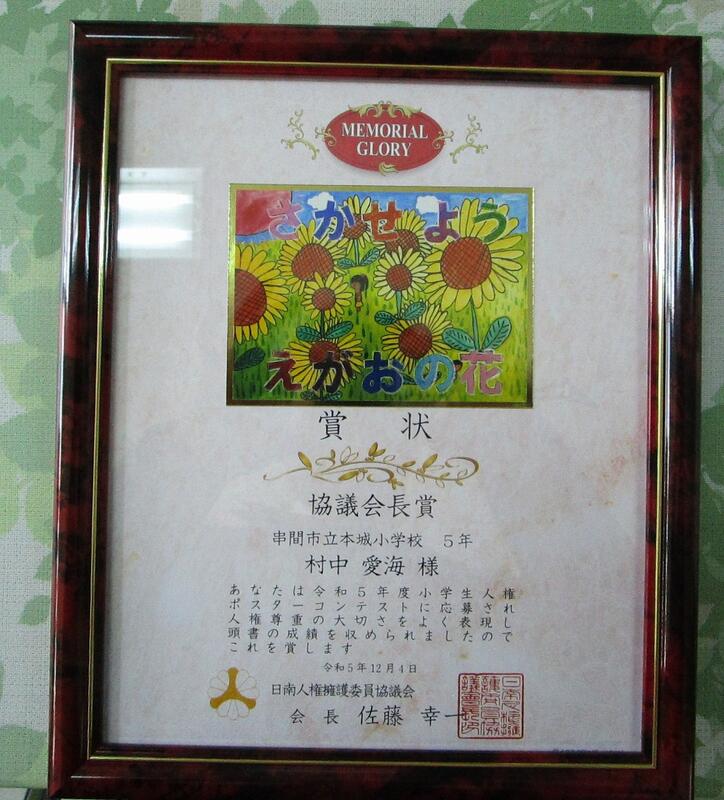 MEMORIAL
GLORY
さかせよう
えがおの花
賞 状
協議会長賞
串間市立本城小学校 5年
村中 愛海 様
あなたは令和5年度小学生人権
ポスターコンテストに応募され
人権尊重の大切さをよく表現し
頭書の成績を収められましたので
これを賞します
令和5年12月4日
日南人権擁護委員協議会
会 長 佐藤 幸一